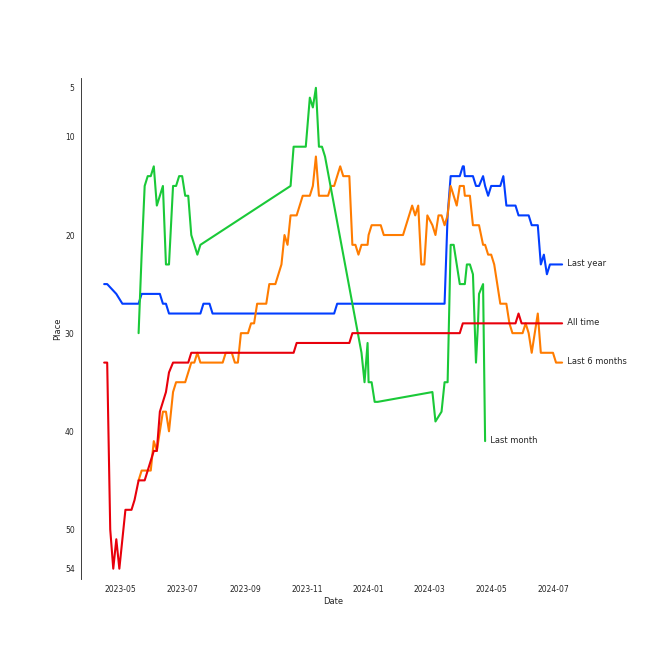 5
10
20
30
40
50
54
Place
Last year
All time
Last 6 months
Last month
2023-05
2023-07
2023-09
2023-11
2024-01
2024-03
2024-05
2024-07
Date